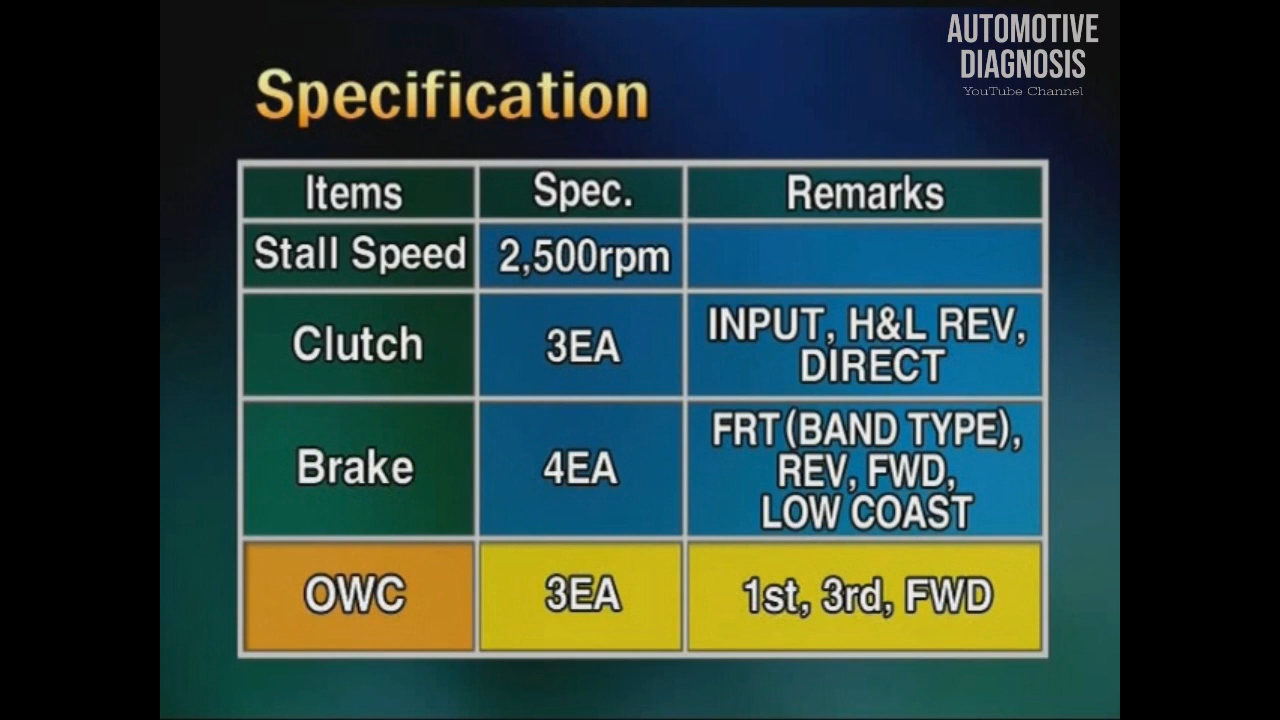 AUTOMOTIVE
DIAGNOSIS
YouTube Channel
Specification
Items Spec. Remarks
Stall Speed 2,500rpm
Clutch 3EA INPUT, H&L REV,
DIRECT
Brake 4EA FRT(BAND TYPE),
REV, FWD,
LOW COAST
OWC 3EA 1st, 3rd, FWD